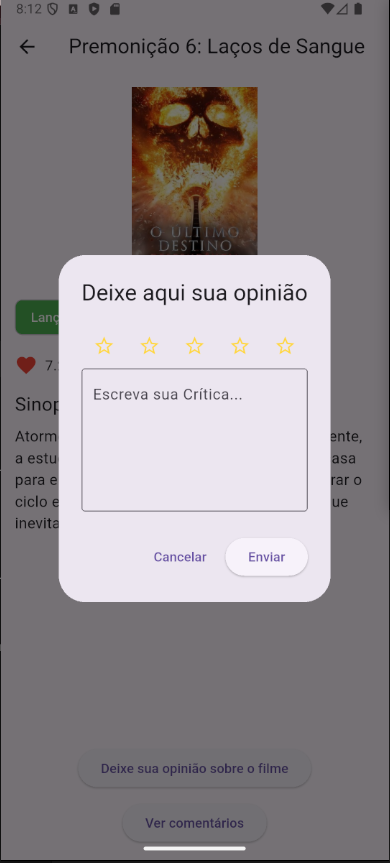 8:12
Premonição 6: Laços de Sangue
O ÚLTIMO
DESTINO
Deixe aqui sua opinião
Lanç
7.
Escreva sua Crítica...
Sinop
Atorm ente,
a estu asa
para e rar o
ciclo e ue
inevita
Cancelar Enviar
Deixe sua opinião sobre o filme
Ver comentários